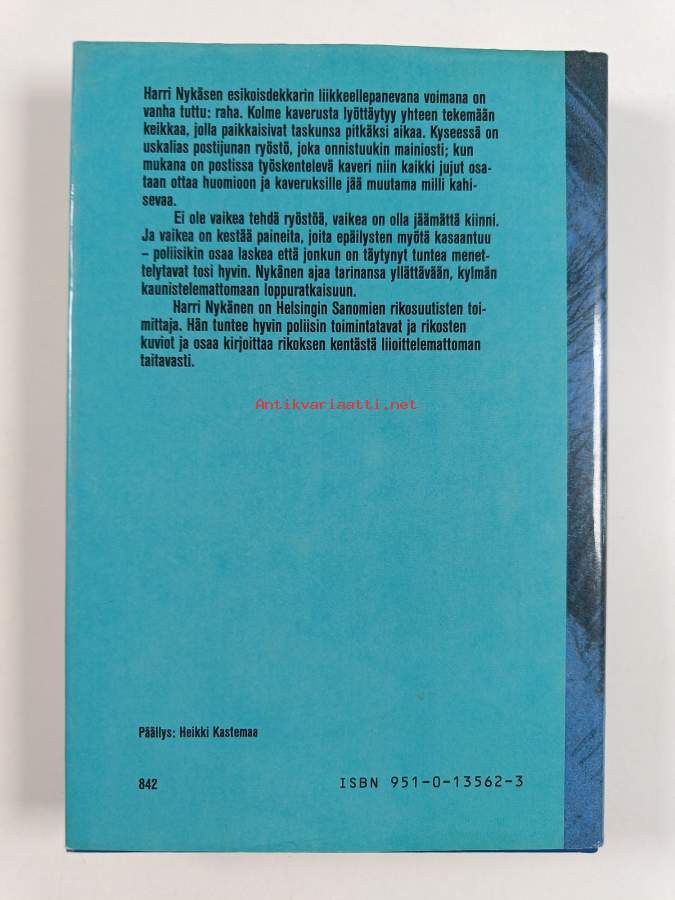 Harri Nykäsen esikoisdekkarin liikkeellepanevana voimana on
vanha tuttu: raha. Kolme kaverusta lyöttäytyy yhteen tekemään
keikkaa, jolla paikkaisivat taskunsa pitkäksi aikaa. Kyseessä on
uskalias postijunan ryöstö, joka onnistuukin mainiosti; kun
mukana on postissa työskentelevä kaveri niin kaikki jujut osa-
taan ottaa huomioon ja kaveruksille jää muutama milli kahi-
sevaa.
Ei ole vaikea tehdä ryöstöä, vaikea on olla jäämättä kiinni.
Ja vaikea on kestää paineita, joita epäilysten myötä kasaantuu
– poliisikin osaa laskea että jonkun on täytynyt tuntea menet-
telytavat tosi hyvin. Nykänen ajaa tarinansa yllättävään, kylmän
kaunistelemattomaan loppuratkaisuun.
Harri Nykänen on Helsingin Sanomien rikosuutisten toi-
mittaja. Hän tuntee hyvin poliisin toimintatavat ja rikosten
kuviot ja osaa kirjoittaa rikoksen kentästä liioittelemattoman
taitavasti.
Antikvariaatti.net
Päällys: Heikki Kastemaa
842
ISBN 951-0-13562-3